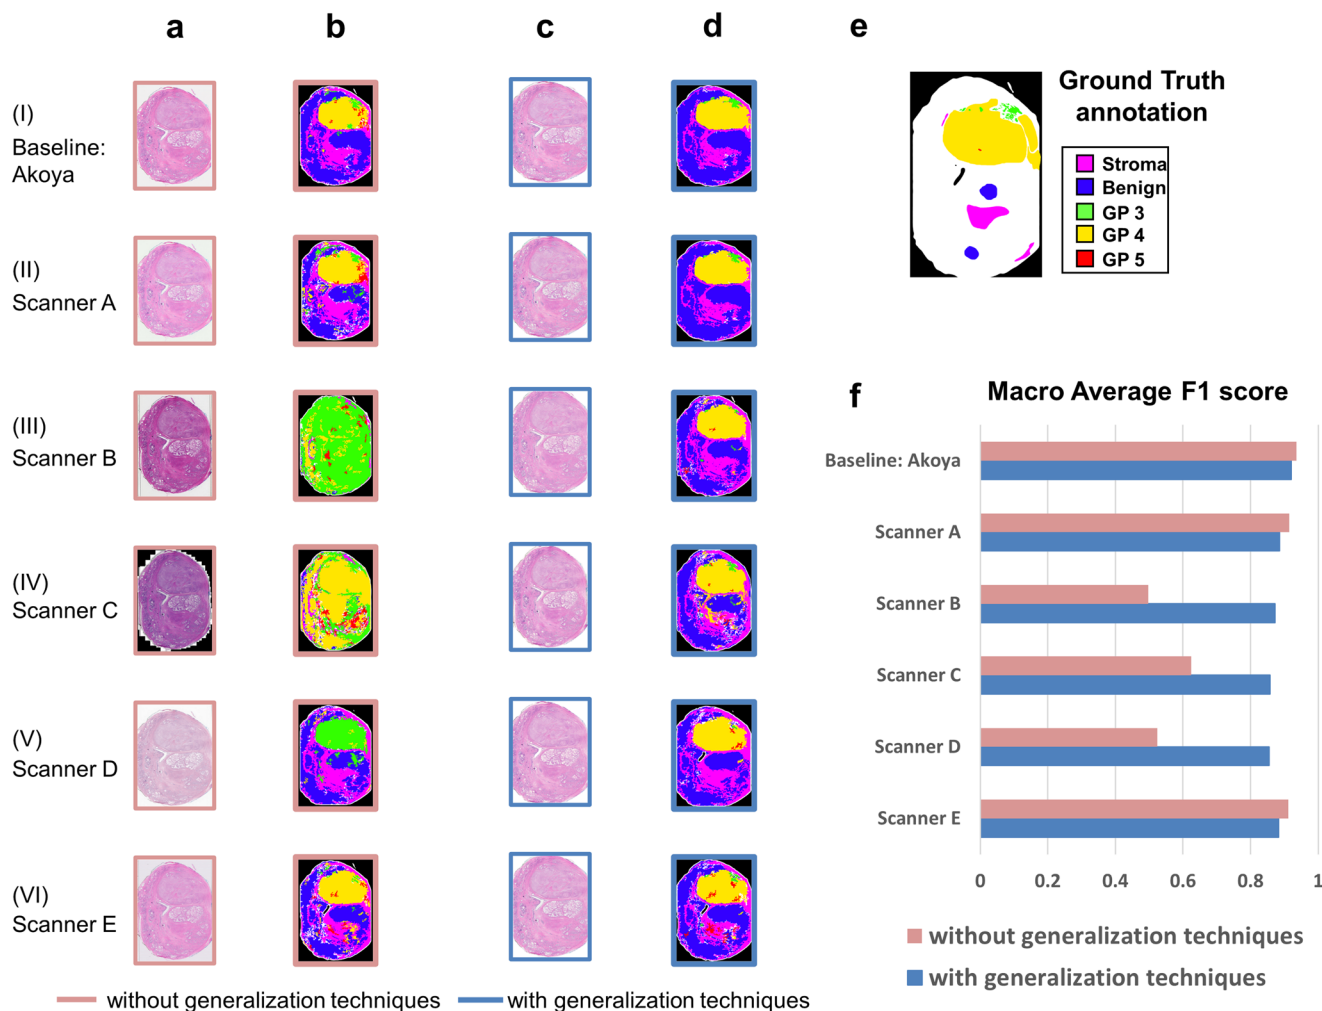 a
b
c
d
e
(I)
Baseline:
Akoya
(II)
Scanner A
(III)
Scanner B
(IV)
Scanner C
(V)
Scanner D
(VI)
Scanner E
without generalization techniques
with generalization techniques
Ground Truth
annotation
Stroma
Benign
GP 3
GP 4
GP 5
f
Macro Average F1 score
Baseline: Akoya
Scanner A
Scanner B
Scanner C
Scanner D
Scanner E
0 0.2 0.4 0.6 0.8 1
without generalization techniques
with generalization techniques